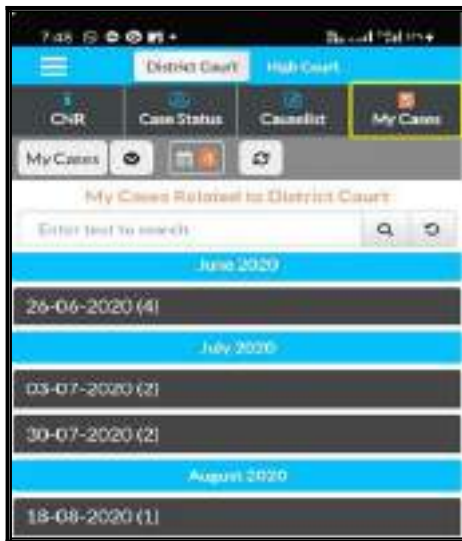 7:48
District Court High Court
CNR Case Status Causelist My Cases
My Cases
My Cases Related to District Court
Enter text to search
June 2020
26-06-2020 (4)
July 2020
03-07-2020 (2)
30-07-2020 (2)
August 2020
18-08-2020 (1)